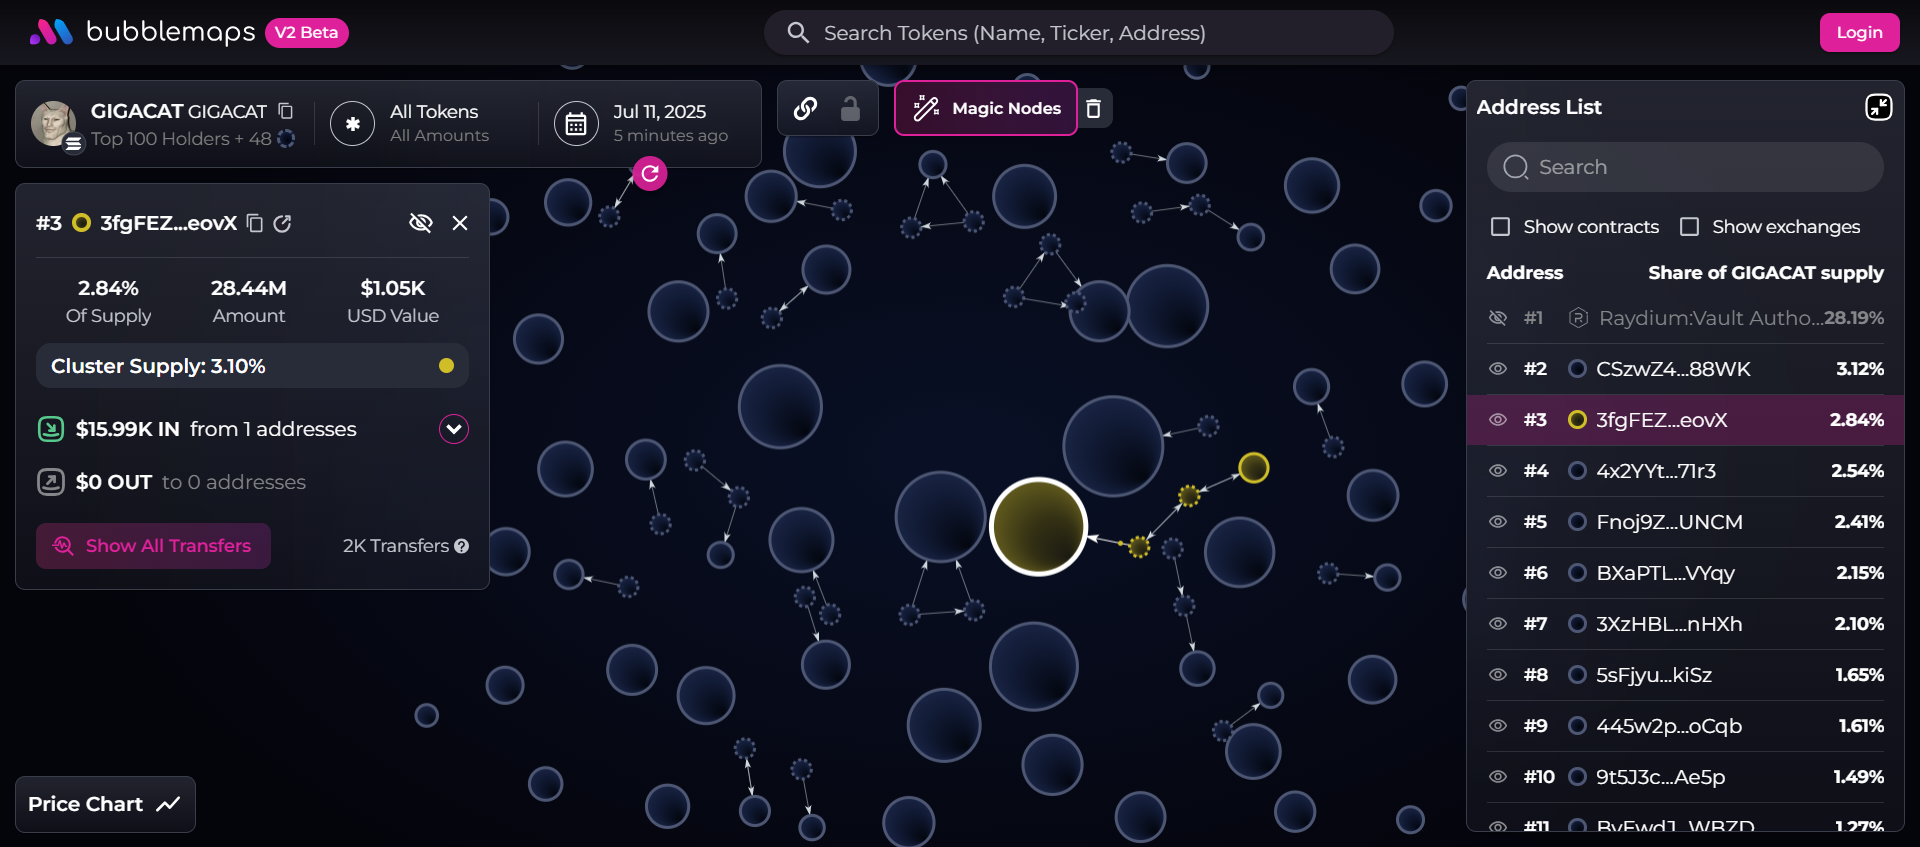 bubblemaps V2 Beta
Search Tokens (Name, Ticker, Address)
Login
GIGACAT GIGACAT
Top 100 Holders + 48
All Tokens
All Amounts
Jul 11, 2025
5 minutes ago
Magic Nodes
#3 3fgFEZ...eovX
2.84% 28.44M $1.05K
Of Supply Amount USD Value
Cluster Supply: 3.10%
$15.99K IN from 1 addresses
$0 OUT to 0 addresses
Show All Transfers 2K Transfers ?
Price Chart
Address List
Search
Show contracts Show exchanges
Address Share of GIGACAT supply
#1 Raydium:Vault Autho... 28.19%
#2 CSzwZ4...88WK 3.12%
#3 3fgFEZ...eovX 2.84%
#4 4x2YYt...71r3 2.54%
#5 Fnoj9Z...UNCM 2.41%
#6 BXaPTL...VYqy 2.15%
#7 3XzHBL...nHXh 2.10%
#8 5sFjyu...kiSz 1.65%
#9 445w2p...oCqb 1.61%
#10 9t5J3c...Ae5p 1.49%
#11 1.27%